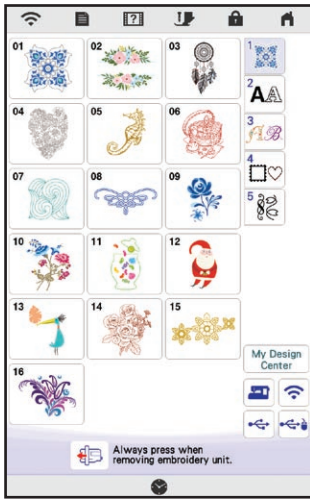 01 02 03 1
2
AA
04 05 06 3
AB
4
07 08 09 5
10 11 12
13 14 15
My Design
Center
16
Always press when
removing embroidery unit.